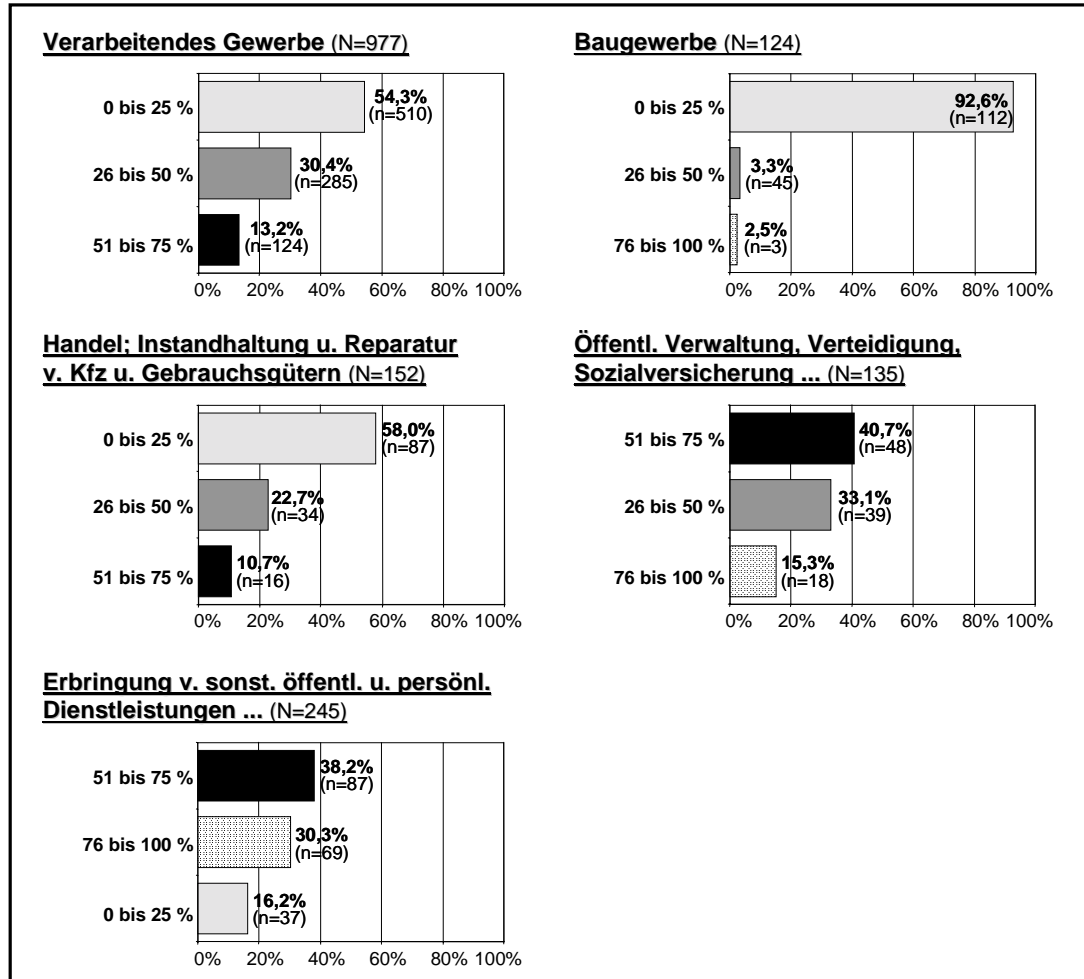 Verarbeitendes Gewerbe (N=977)
0 bis 25 %
54,3%
(n=510)
26 bis 50 %
30,4%
(n=285)
51 bis 75 %
13,2%
(n=124)
0% 20% 40% 60% 80% 100%
Baugewerbe (N=124)
0 bis 25 %
92,6%
(n=112)
26 bis 50 %
3,3%
(n=45)
76 bis 100 %
2,5%
(n=3)
0% 20% 40% 60% 80% 100%
Handel; Instandhaltung u. Reparatur
v. Kfz u. Gebrauchsgütern (N=152)
0 bis 25 %
58,0%
(n=87)
26 bis 50 %
22,7%
(n=34)
51 bis 75 %
10,7%
(n=16)
0% 20% 40% 60% 80% 100%
Öffentl. Verwaltung, Verteidigung,
Sozialversicherung ... (N=135)
51 bis 75 %
40,7%
(n=48)
26 bis 50 %
33,1%
(n=39)
76 bis 100 %
15,3%
(n=18)
0% 20% 40% 60% 80% 100%
Erbringung v. sonst. öffentl. u. persönl.
Dienstleistungen ... (N=245)
51 bis 75 %
38,2%
(n=87)
76 bis 100 %
30,3%
(n=69)
0 bis 25 %
16,2%
(n=37)
0% 20% 40% 60% 80% 100%